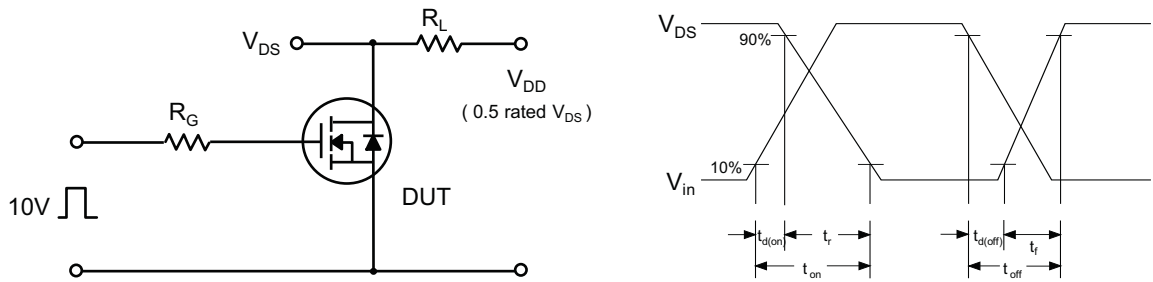 V_DS
R_L
V_DD
( 0.5 rated V_DS )
R_G
10V
DUT
V_DS
90%
10%
V_in
t_d(on)
t_r
t_on
t_d(off)
t_f
t_off